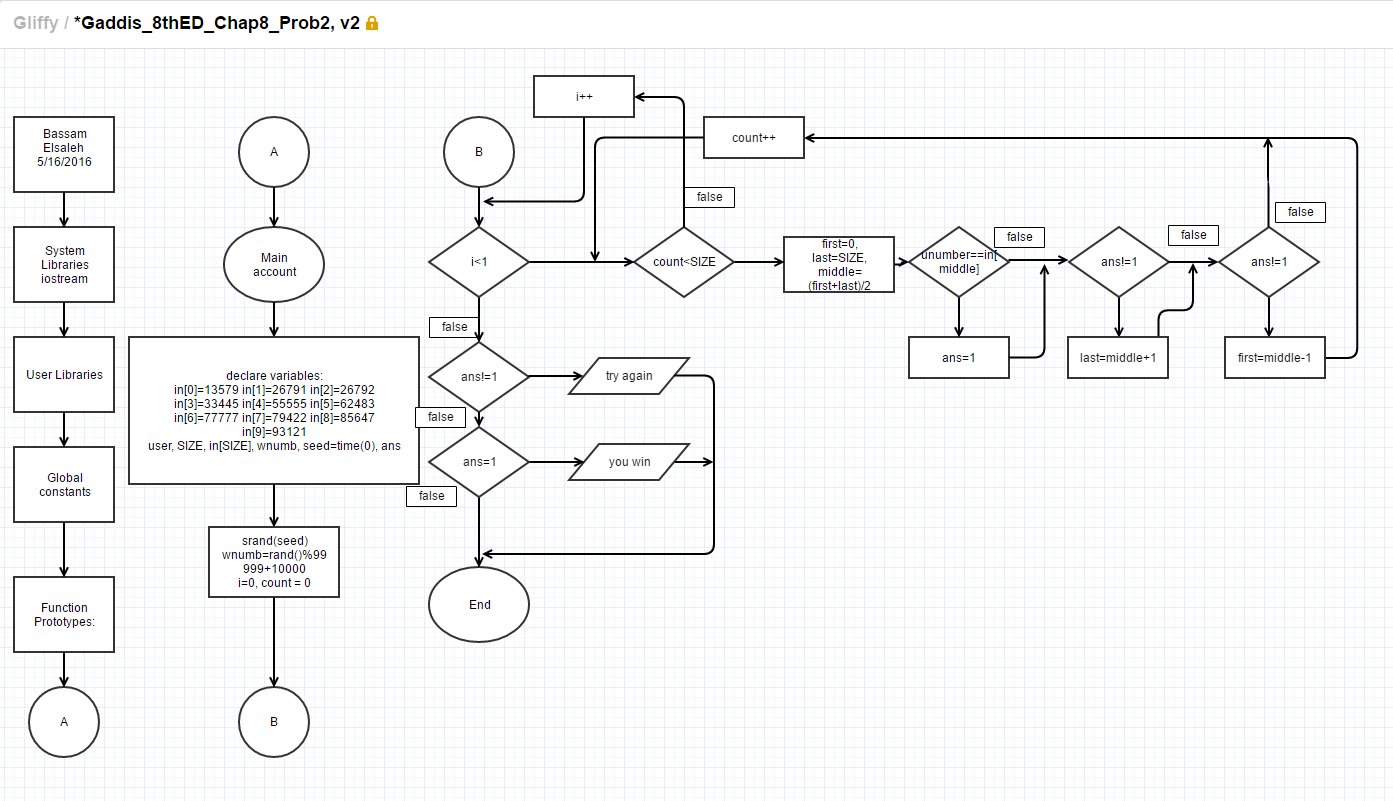 Gliffy / *Gaddis_8thED_Chap8_Prob2, v2
Bassam
Elsaleh
5/16/2016
System
Libraries
iostream
User Libraries
Global
constants
Function
Prototypes:
A
A
Main
account
declare variables:
in[0]=13579 in[1]=26791 in[2]=26792
in[3]=33445 in[4]=55555 in[5]=62483
in[6]=77777 in[7]=79422 in[8]=85647
in[9]=93121
user, SIZE, in[SIZE], wnumb, seed=time(0), ans
srand(seed)
wnumb=rand()%99
999+10000
i=0, count = 0
B
B
i++
count++
i<1
false
count<SIZE
first=0,
last=SIZE,
middle=
(first+last)/2
unumber==in[
middle]
false
ans=1
ans!=1
false
last=middle+1
ans!=1
false
first=middle-1
false
ans!=1
try again
false
ans=1
you win
false
End